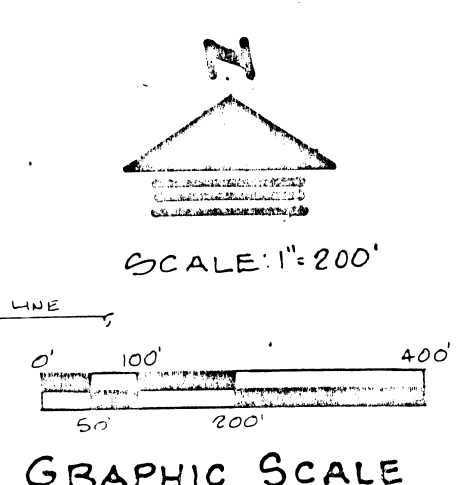 N
SCALE: 1"=200'
LINE
0' 100' 400'
50' 200'
GRAPHIC SCALE